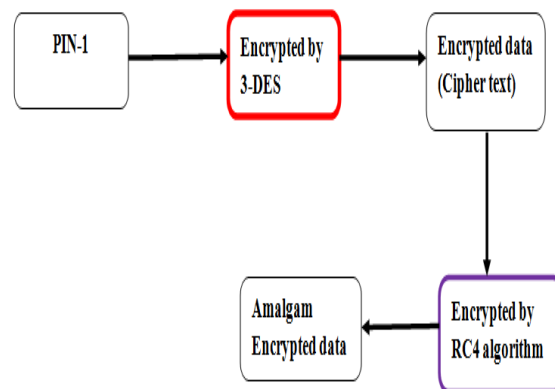 PIN-1
Encrypted by
3-DES
Encrypted data
(Cipher text)
Encrypted by
RC4 algorithm
Amalgam
Encrypted data